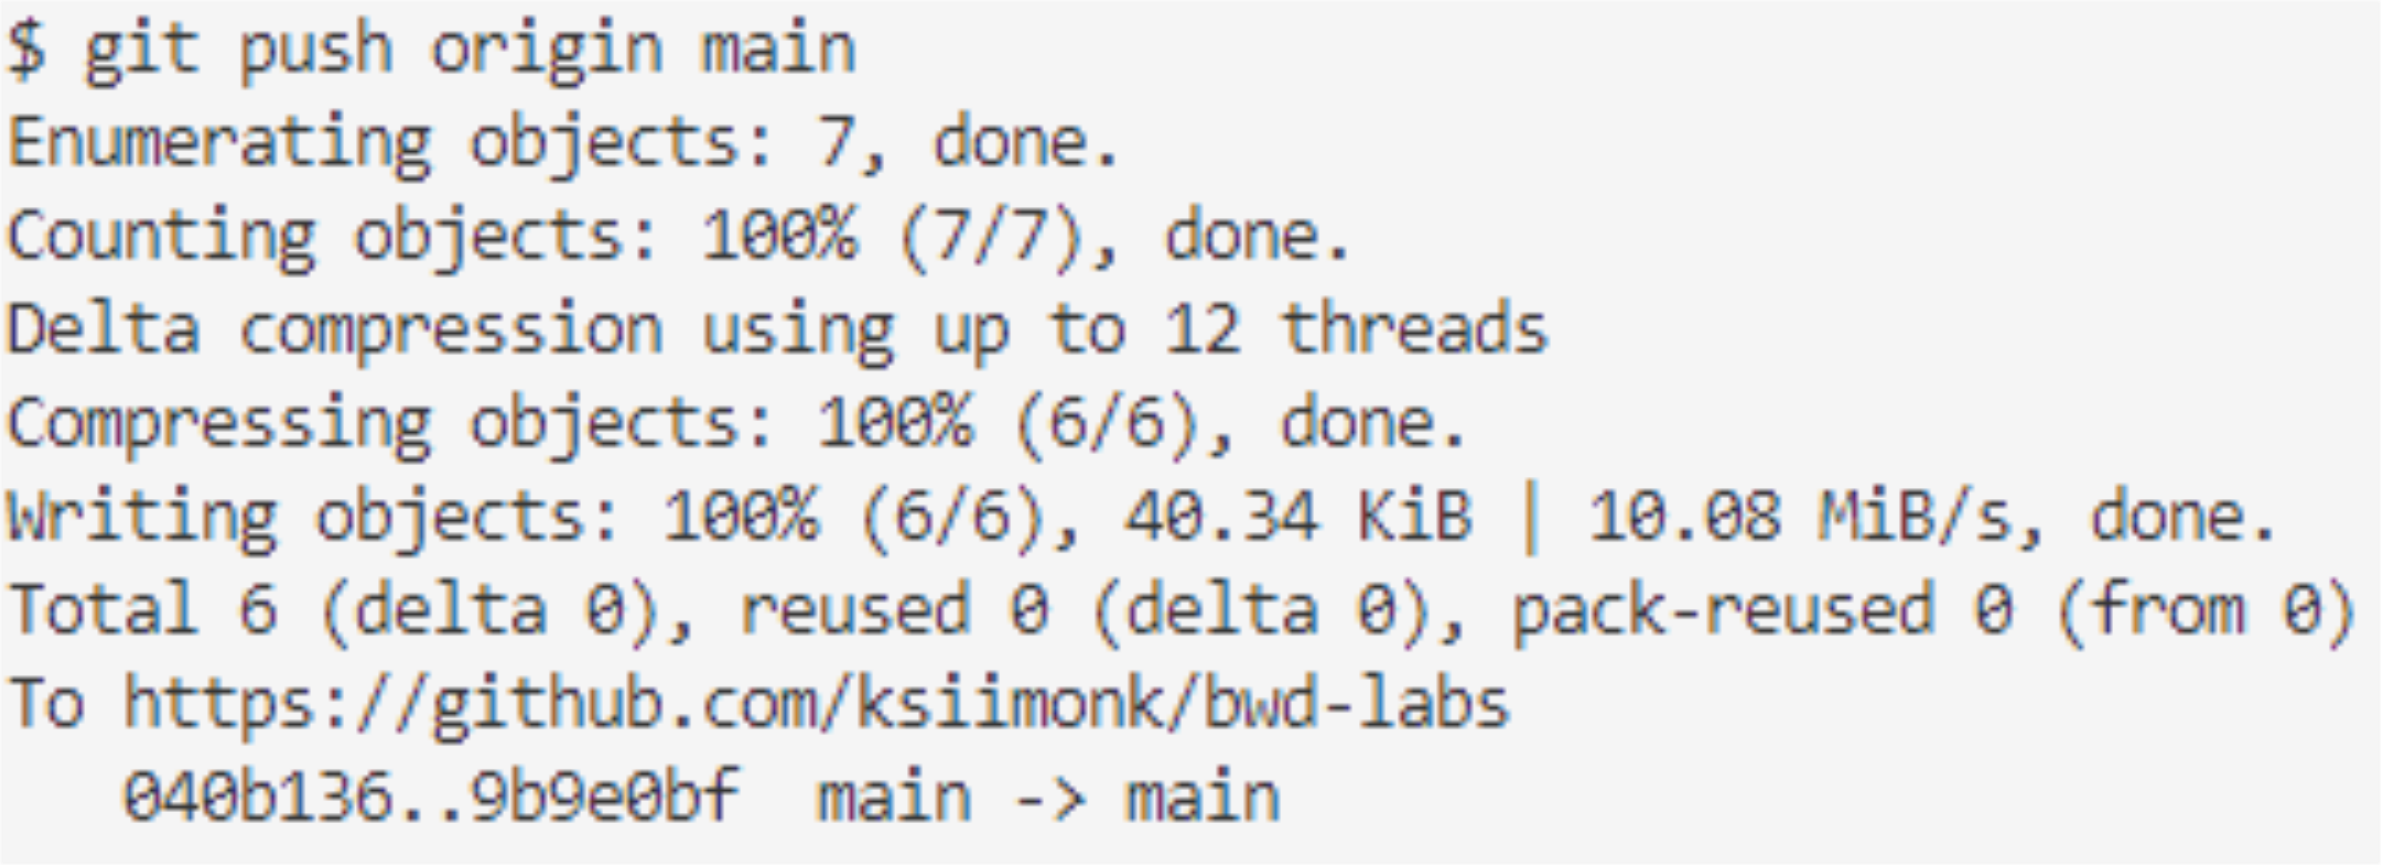 $ git push origin main
Enumerating objects: 7, done.
Counting objects: 100% (7/7), done.
Delta compression using up to 12 threads
Compressing objects: 100% (6/6), done.
Writing objects: 100% (6/6), 40.34 KiB | 10.08 MiB/s, done.
Total 6 (delta 0), reused 0 (delta 0), pack-reused 0 (from 0)
To https://github.com/ksiimonk/bwd-labs
   040b136..9b9e0bf  main -> main